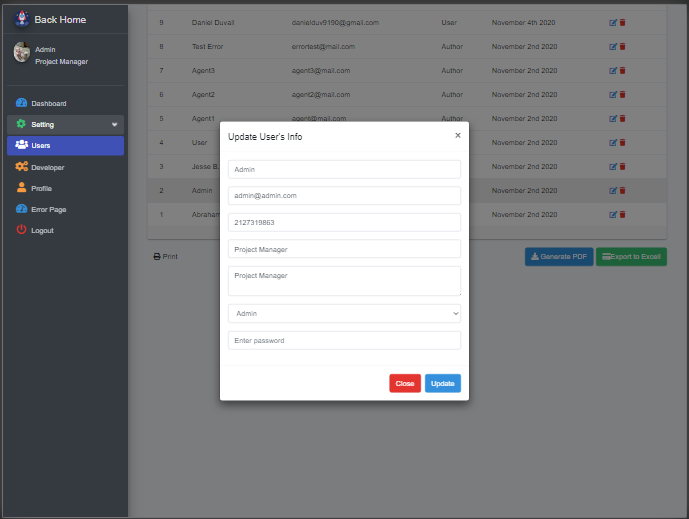 Back Home
Admin
Project Manager
Dashboard
Setting
Users
Developer
Profile
Error Page
Logout
9 Daniel Duvall danielduv9190@gmail.com User November 4th 2020
8 Test Error errortest@mail.com Author November 2nd 2020
7 Agent3 agent3@mail.com Author November 2nd 2020
6 Agent2 agent2@mail.com Author November 2nd 2020
5 Agent1 agent@mail.com Author November 2nd 2020
4 User November 2nd 2020
3 Jesse B. November 2nd 2020
2 Admin November 2nd 2020
1 Abraham November 2nd 2020
Print
Generate PDF
Export to Excell
Update User's Info
×
Admin
admin@admin.com
2127319863
Project Manager
Project Manager
Admin
Enter password
Close
Update